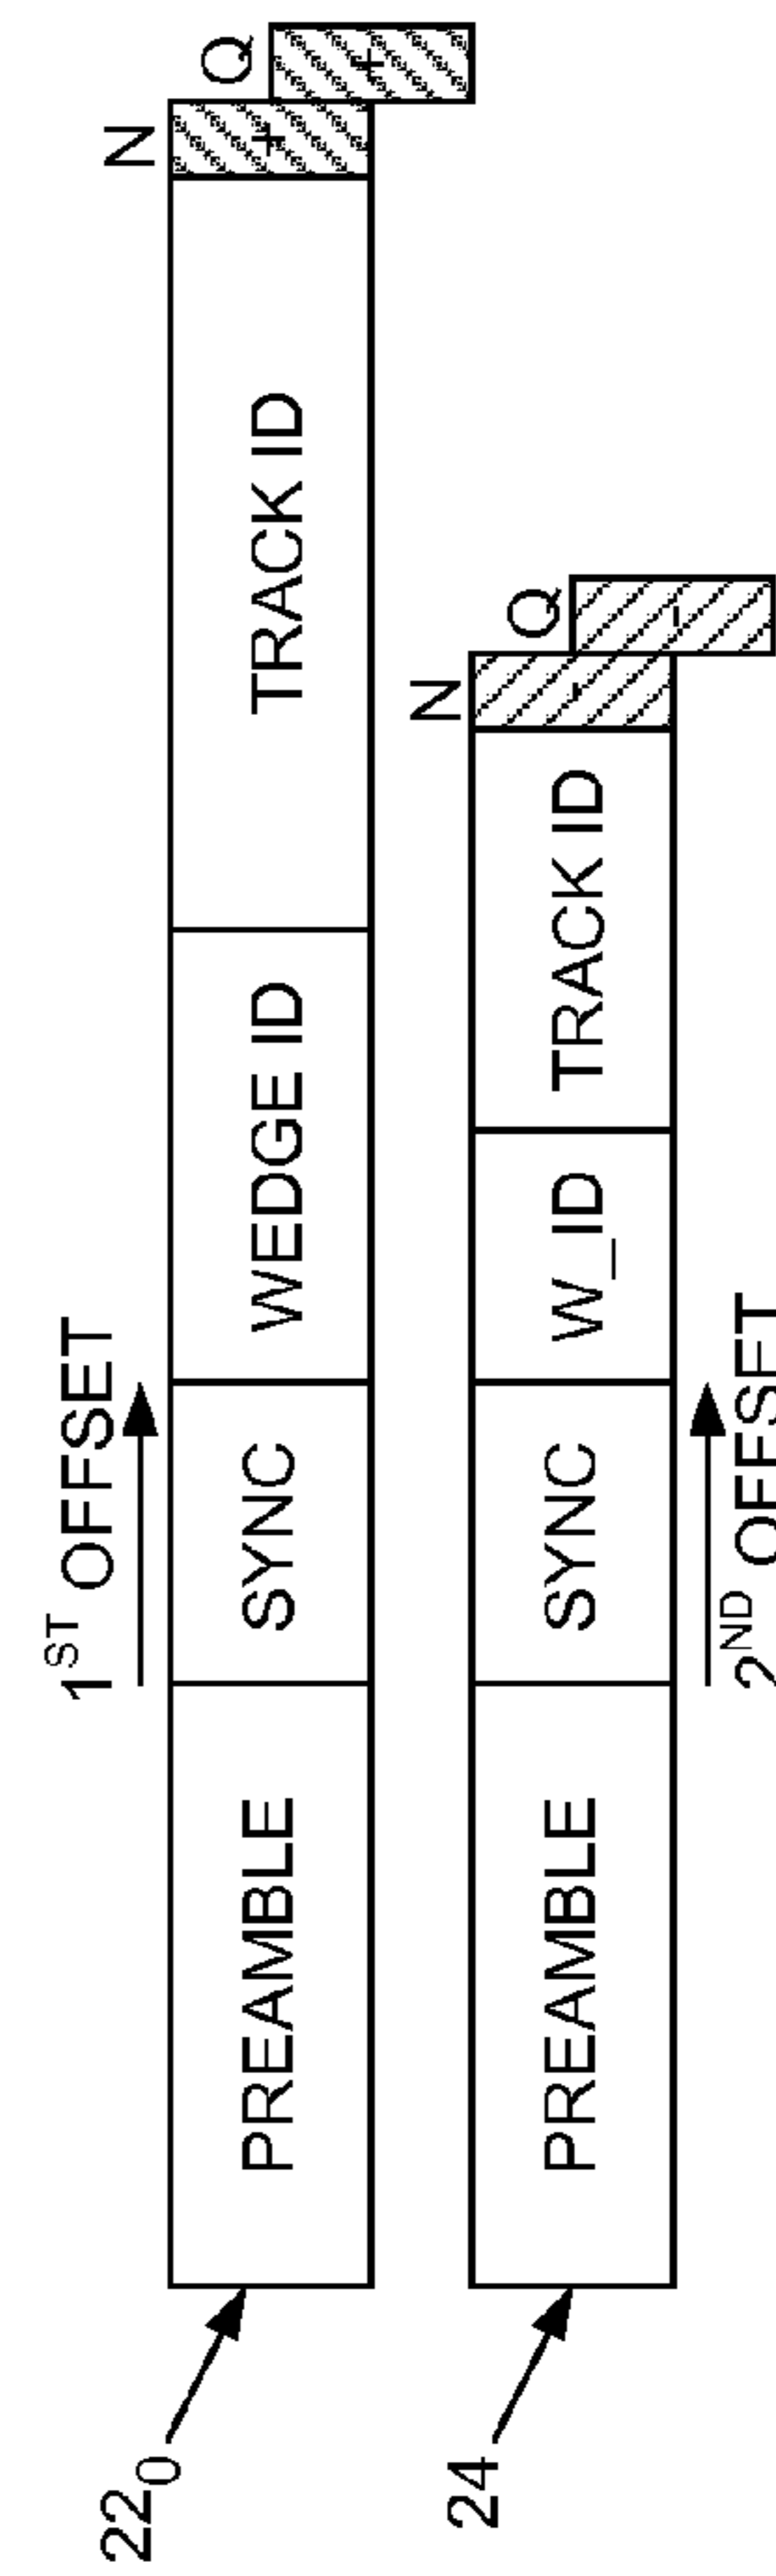 1ST OFFSET
N Q
22₀ PREAMBLE SYNC WEDGE ID TRACK ID + +
N Q
24 PREAMBLE SYNC W_ID TRACK ID - -
2ND OFFSET